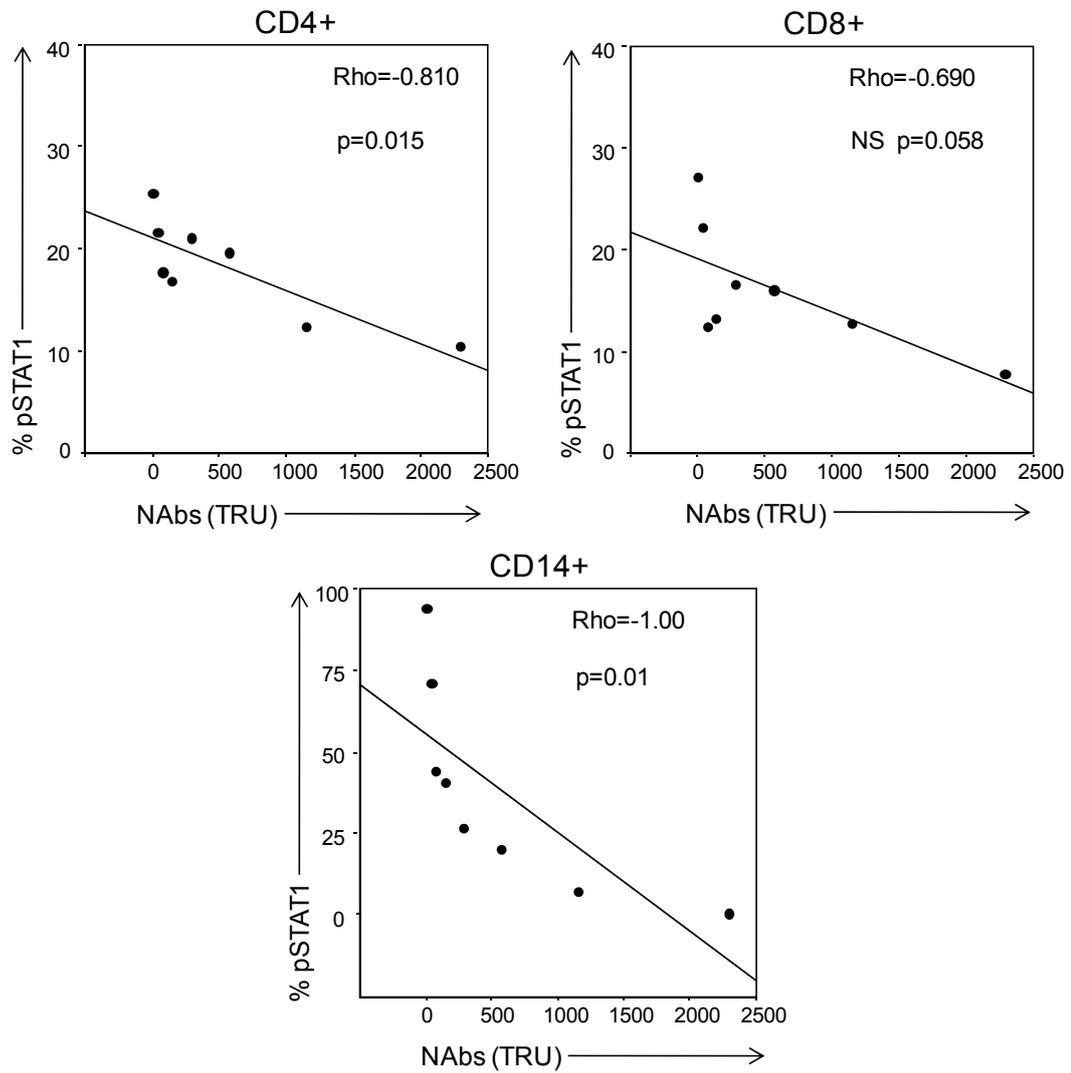 CD4+
Rho=-0.810
p=0.015
40
30
20
10
0
% pSTAT1
0 500 1000 1500 2000 2500
NAbs (TRU)
CD8+
Rho=-0.690
NS p=0.058
40
30
20
10
0
% pSTAT1
0 500 1000 1500 2000 2500
NAbs (TRU)
CD14+
Rho=-1.00
p=0.01
100
75
50
25
0
% pSTAT1
0 500 1000 1500 2000 2500
NAbs (TRU)